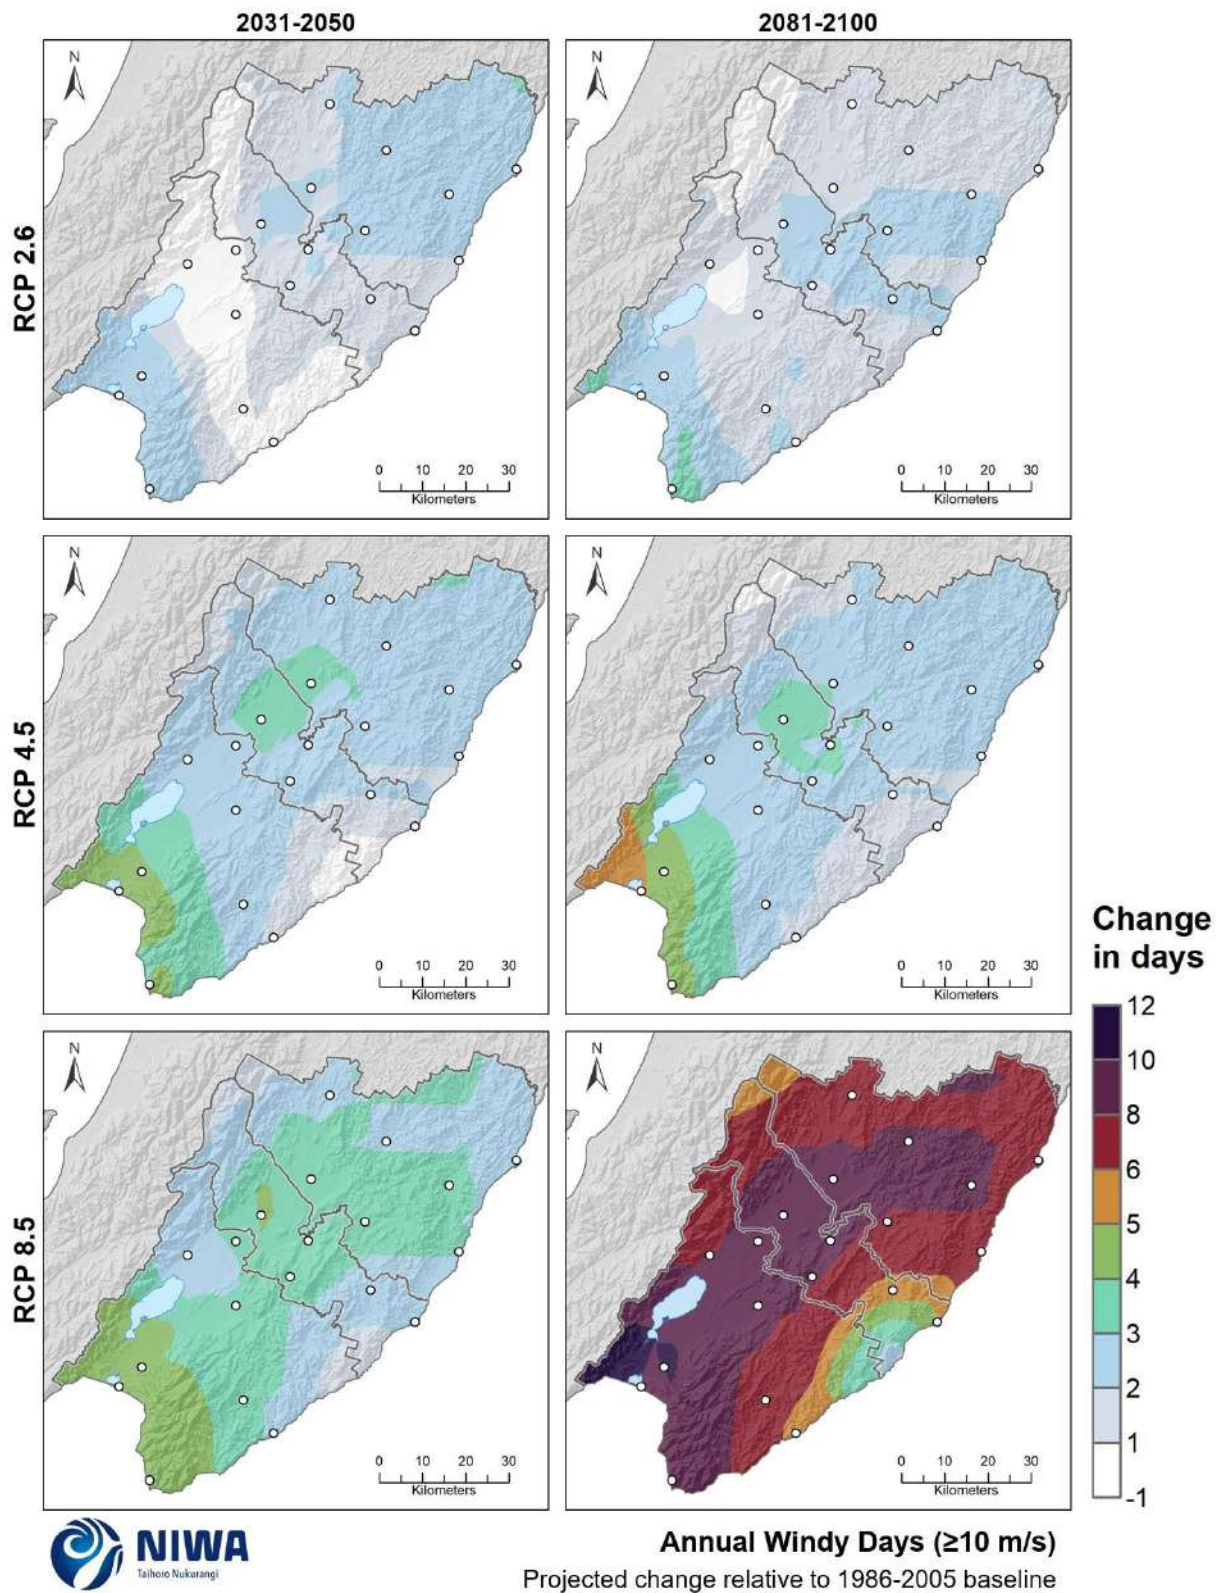 2031-2050
2081-2100
RCP 2.6
N
0 10 20 30
Kilometers
N
0 10 20 30
Kilometers
RCP 4.5
N
0 10 20 30
Kilometers
N
0 10 20 30
Kilometers
RCP 8.5
N
0 10 20 30
Kilometers
N
0 10 20 30
Kilometers
Change
in days
12
10
8
6
5
4
3
2
1
-1
NIWA
Taihoro Nukurangi
Annual Windy Days (≥10 m/s)
Projected change relative to 1986-2005 baseline